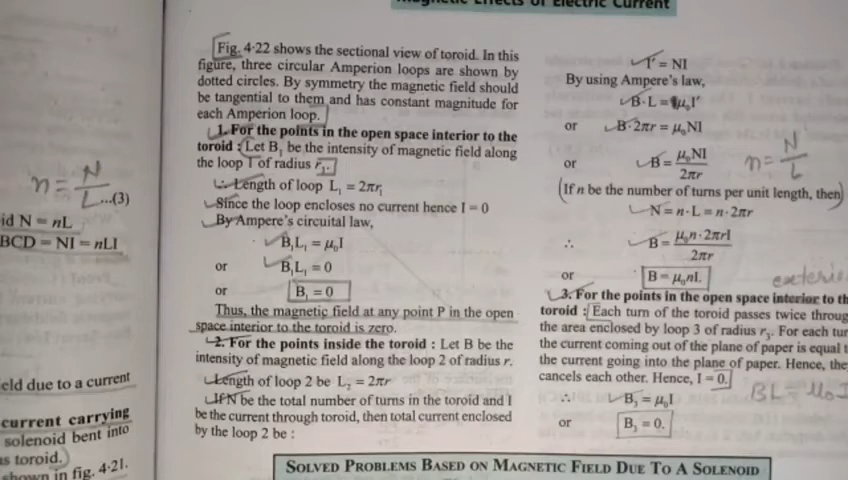 Magnetic Effects of Electric Current
n = N/L
...(3)
id N = nL
BCD = NI = nLI
eld due to a current
current carrying
solenoid bent into
s toroid.
shown in fig. 4·21.
Fig. 4·22 shows the sectional view of toroid. In this
figure, three circular Amperion loops are shown by
dotted circles. By symmetry the magnetic field should
be tangential to them and has constant magnitude for
each Amperion loop.
1. For the points in the open space interior to the
toroid : Let B₁ be the intensity of magnetic field along
the loop 1 of radius r₁.
∴ Length of loop L₁ = 2πr₁
Since the loop encloses no current hence I = 0
By Ampere's circuital law,
B₁L₁ = μ₀I
or B₁L₁ = 0
or B₁ = 0
Thus, the magnetic field at any point P in the open
space interior to the toroid is zero.
2. For the points inside the toroid : Let B be the
intensity of magnetic field along the loop 2 of radius r.
Length of loop 2 be L₂ = 2πr
If N be the total number of turns in the toroid and I
be the current through toroid, then total current enclosed
by the loop 2 be :
I' = NI
By using Ampere's law,
B·L = μ₀I'
or B·2πr = μ₀NI
or B = μ₀NI/2πr n = N/L
(If n be the number of turns per unit length, then)
N = n·L = n·2πr
∴ B = μ₀n·2πrI/2πr
or B = μ₀nI.
exterio
3. For the points in the open space interior to th
toroid : Each turn of the toroid passes twice throug
the area enclosed by loop 3 of radius r₃. For each tur
the current coming out of the plane of paper is equal t
the current going into the plane of paper. Hence, the
cancels each other. Hence, I = 0.
∴ B₃ = μ₀I BL = μ₀I
or B₃ = 0.
SOLVED PROBLEMS BASED ON MAGNETIC FIELD DUE TO A SOLENOID